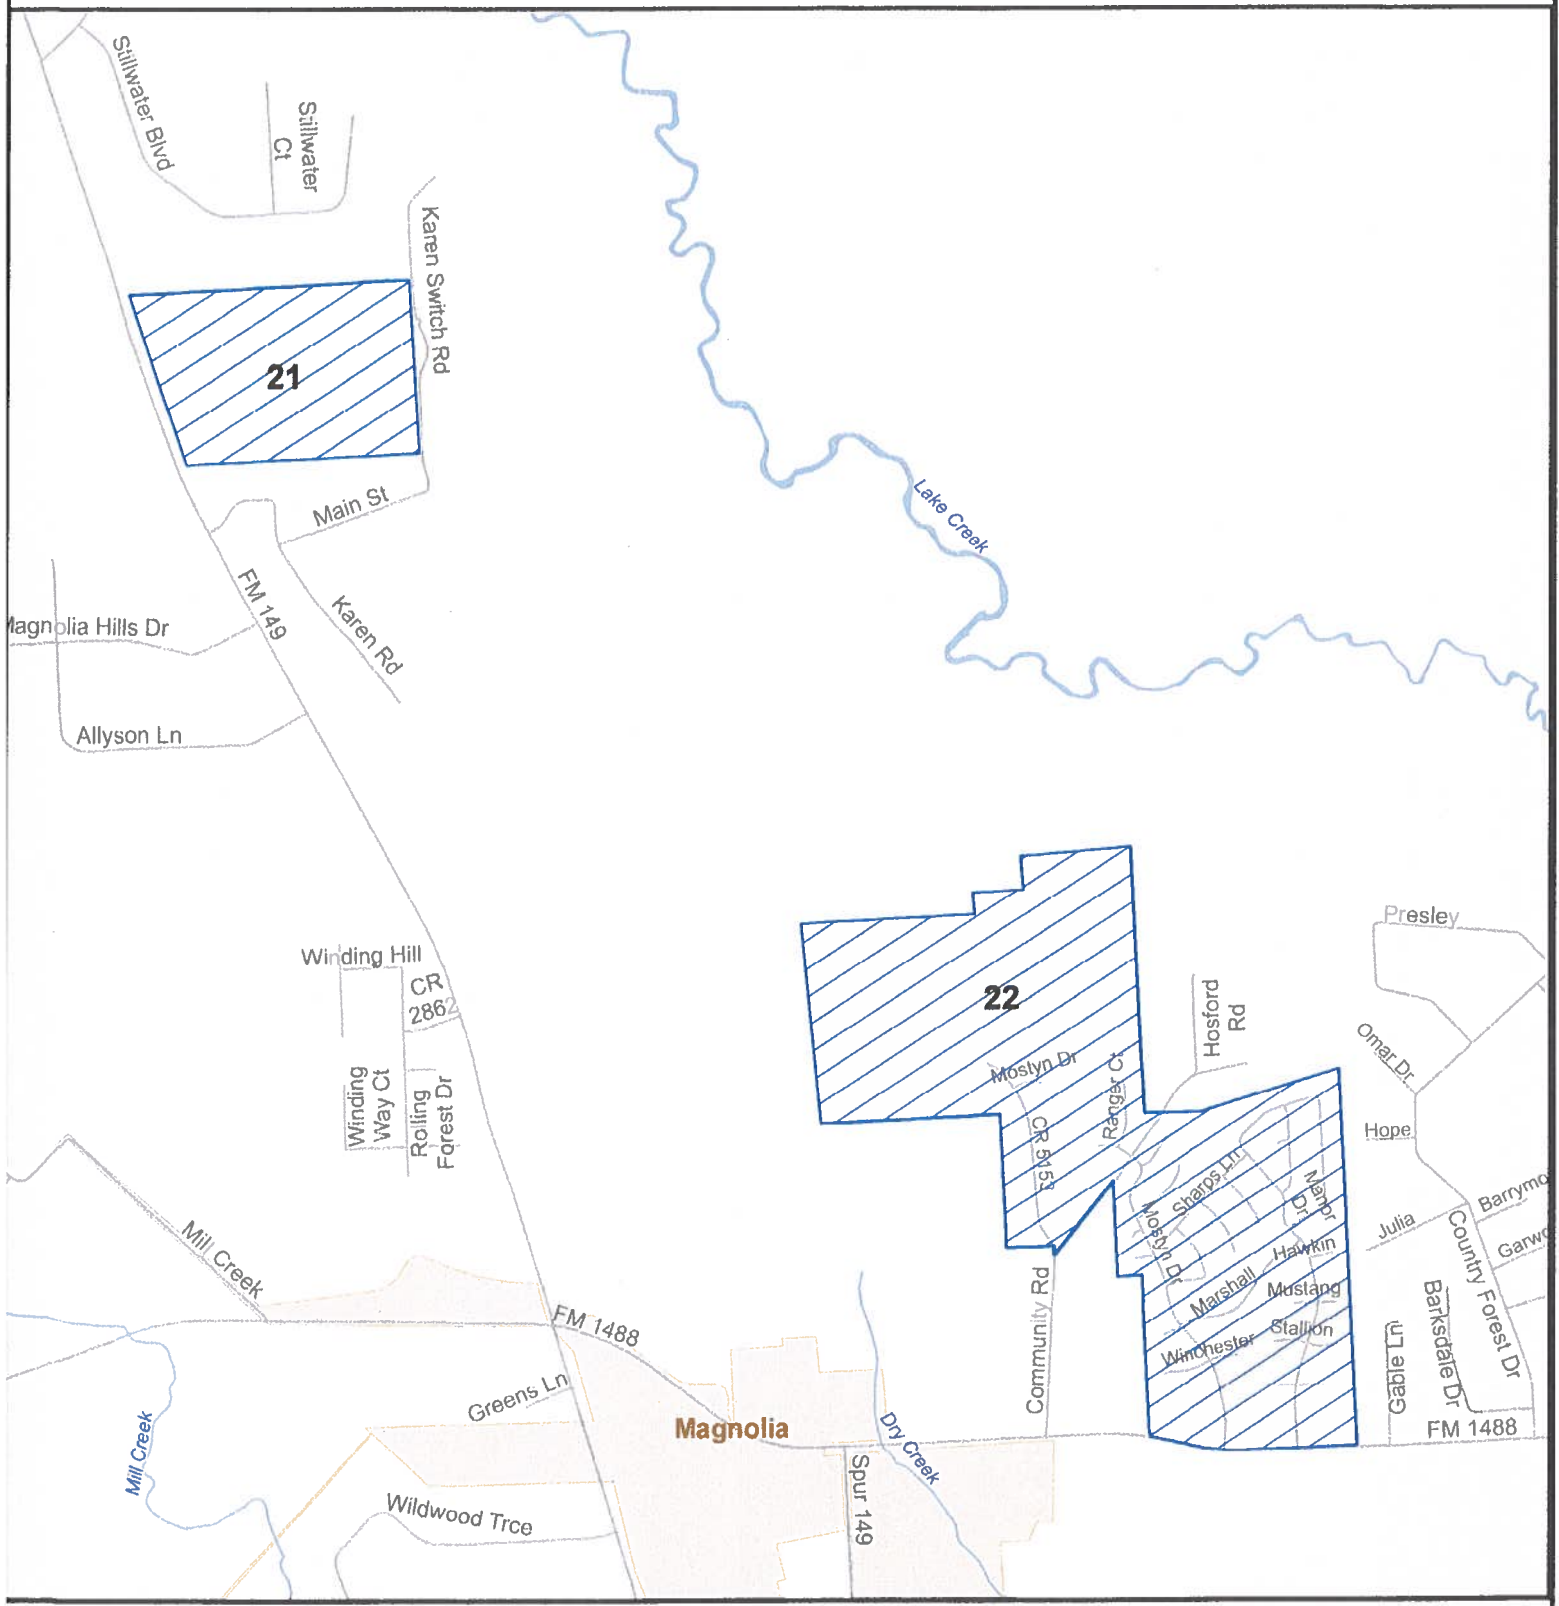 Stillwater Blvd
Stillwater
Ct
Karen Switch Rd
21
Main St
Lake Creek
FM 149
Karen Rd
Magnolia Hills Dr
Allyson Ln
Winding Hill
CR
2862
Winding
Way Ct
Rolling
Forest Dr
22
Mostyn Dr
Ranger Ct
CR 5153
Hosford
Rd
Presley
Omar Dr
Hope
Julia
Barrymo
Garwo
Country Forest Dr
Barksdale Dr
Gable Ln
FM 1488
Sharps Ln
Manor
Dr
Mostyn Dr
Hawkin
Marshall
Mustang
Stallion
Winchester
Community Rd
Mill Creek
FM 1488
Greens Ln
Magnolia
Dry Creek
Spur 149
Mill Creek
Wildwood Trce